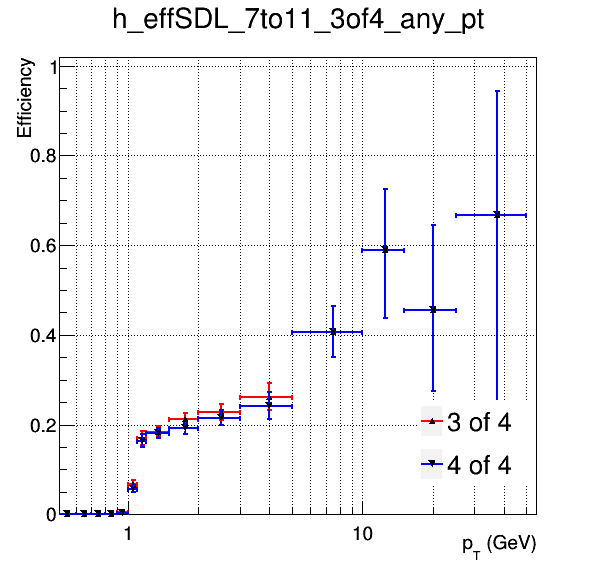 h_effSDL_7to11_3of4_any_pt
Efficiency
1
0.8
0.6
0.4
0.2
0
3 of 4
4 of 4
1
10
p_T (GeV)